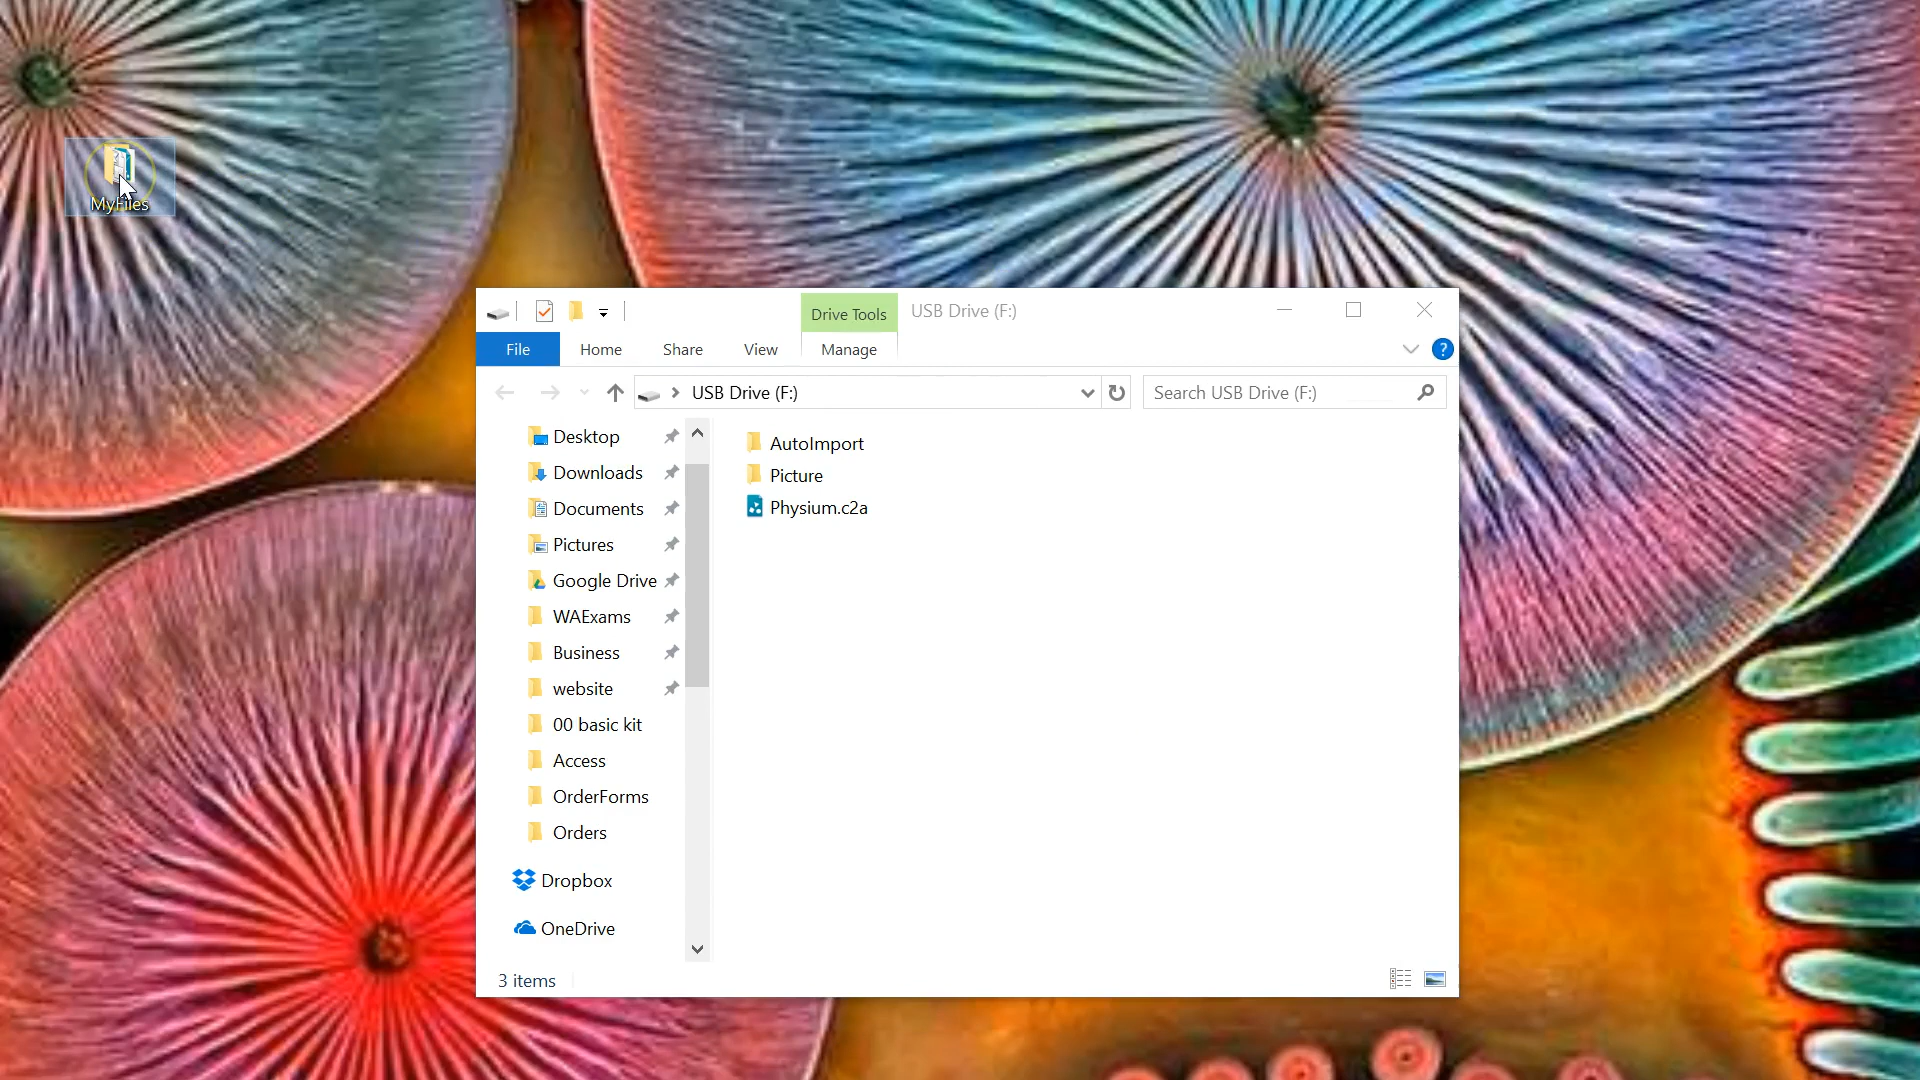 MyFiles
Drive Tools
USB Drive (F:)
File
Home
Share
View
Manage
?
USB Drive (F:)
Search USB Drive (F:)
Desktop
Downloads
Documents
Pictures
Google Drive
WAExams
Business
website
00 basic kit
Access
OrderForms
Orders
Dropbox
OneDrive
AutoImport
Picture
Physium.c2a
3 items